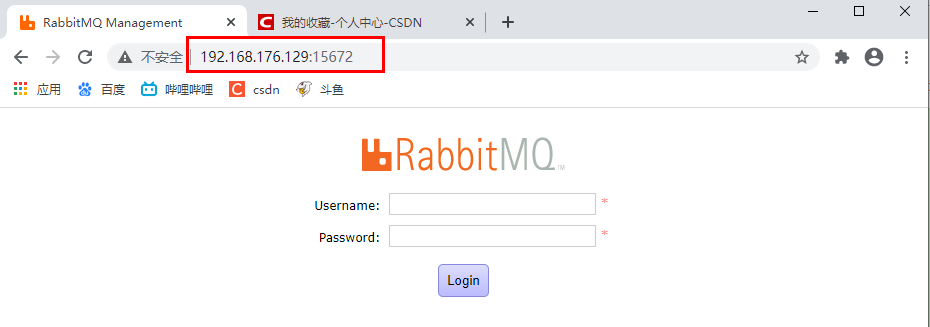 RabbitMQ Management
我的收藏-个人中心-CSDN
不安全 192.168.176.129:15672
应用 百度 哔哩哔哩 csdn 斗鱼
RabbitMQ™
Username: *
Password: *
Login